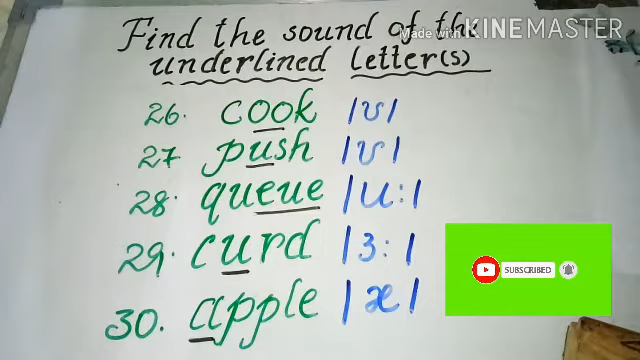 Find the sound of the
Made with KINEMASTER
underlined letter(s)
26. cook /ʊ/
27 push /ʊ/
28. queue /u:/
29. curd /ɜ:/
SUBSCRIBED
30. apple /æ/